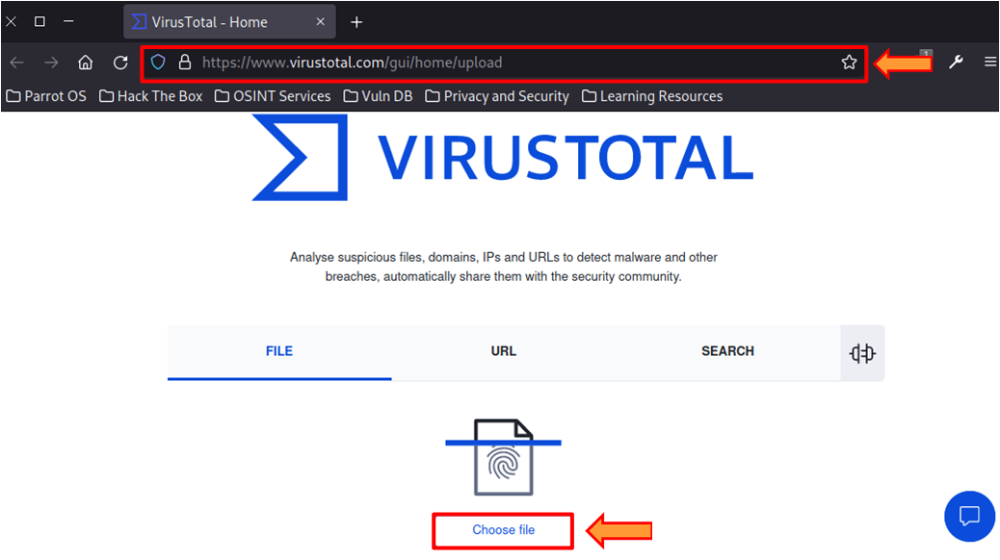 VirusTotal - Home
https://www.virustotal.com/gui/home/upload
1
Parrot OS Hack The Box OSINT Services Vuln DB Privacy and Security Learning Resources
VIRUSTOTAL
Analyse suspicious files, domains, IPs and URLs to detect malware and other
breaches, automatically share them with the security community.
FILE URL SEARCH
Choose file